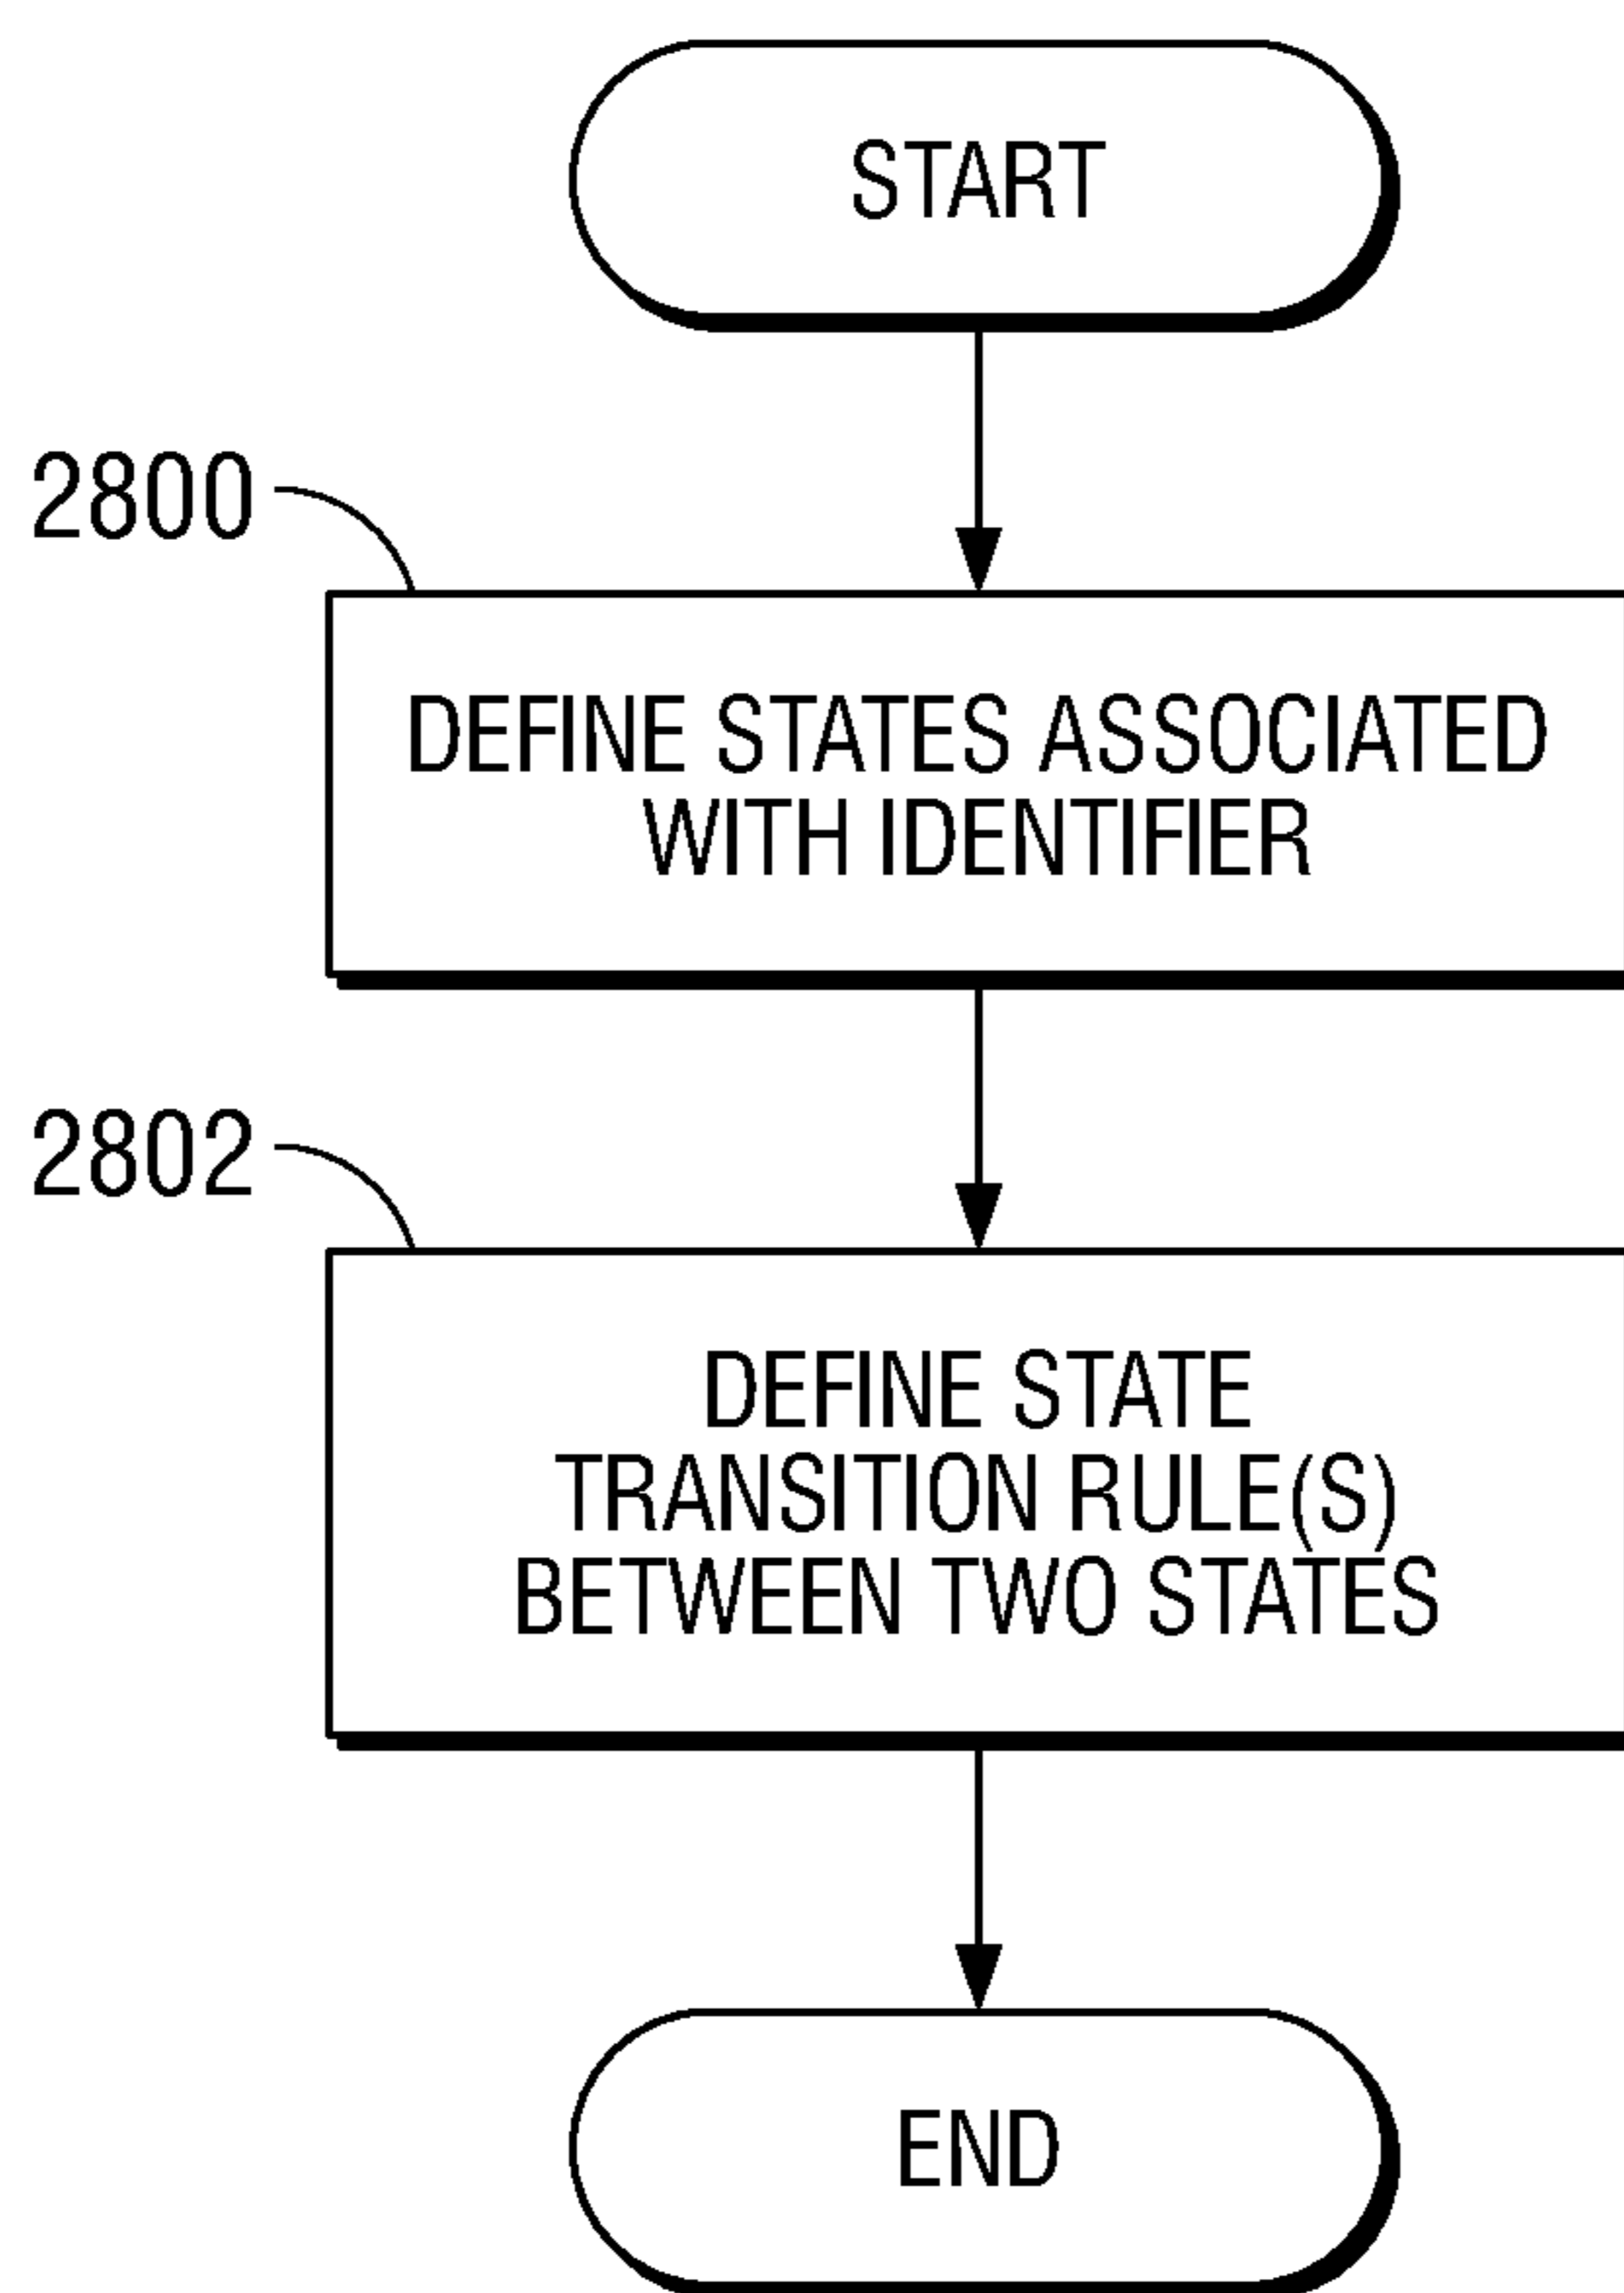 START
2800
DEFINE STATES ASSOCIATED
WITH IDENTIFIER
2802
DEFINE STATE
TRANSITION RULE(S)
BETWEEN TWO STATES
END